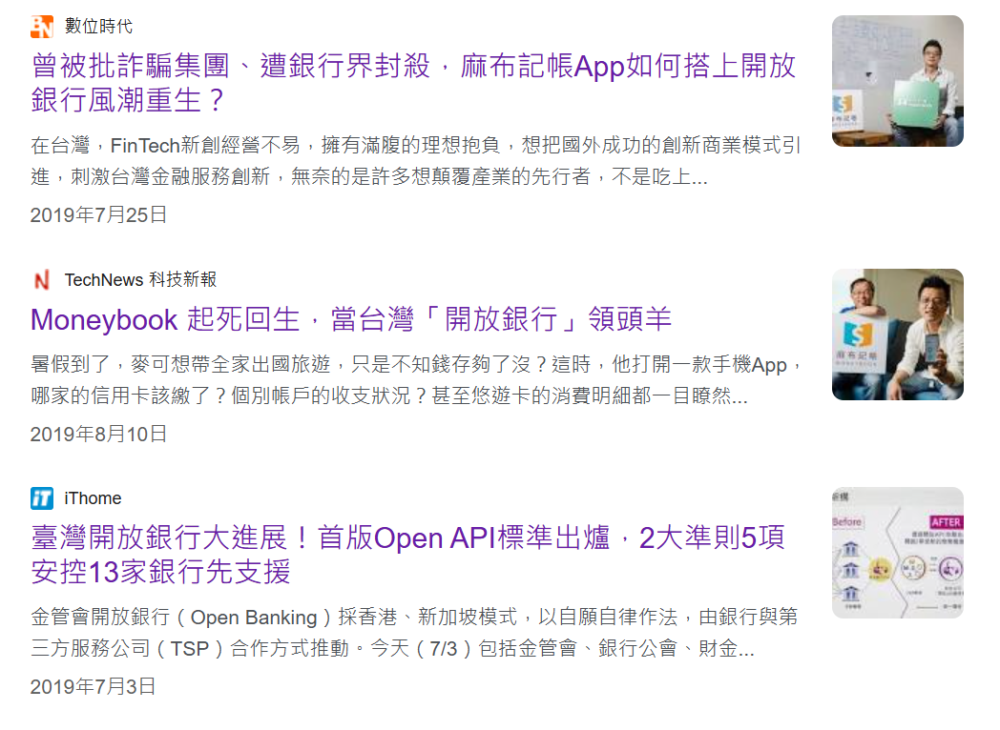 數位時代
曾被批詐騙集團、遭銀行界封殺，麻布記帳App如何搭上開放
銀行風潮重生？
在台灣，FinTech新創經營不易，擁有滿腹的理想抱負，想把國外成功的創新商業模式引
進，刺激台灣金融服務創新，無奈的是許多想顛覆產業的先行者，不是吃上...
2019年7月25日
TechNews 科技新報
Moneybook 起死回生，當台灣「開放銀行」領頭羊
麻布記帳
暑假到了，麥可想帶全家出國旅遊，只是不知錢存夠了沒？這時，他打開一款手機App，
哪家的信用卡該繳了？個別帳戶的收支狀況？甚至悠遊卡的消費明細都一目瞭然...
2019年8月10日
iT iThome
臺灣開放銀行大進展！首版Open API標準出爐，2大準則5項
安控13家銀行先支援
Before
AFTER
金管會開放銀行（Open Banking）採香港、新加坡模式，以自願自律作法，由銀行與第
三方服務公司（TSP）合作方式推動。今天（7/3）包括金管會、銀行公會、財金...
2019年7月3日